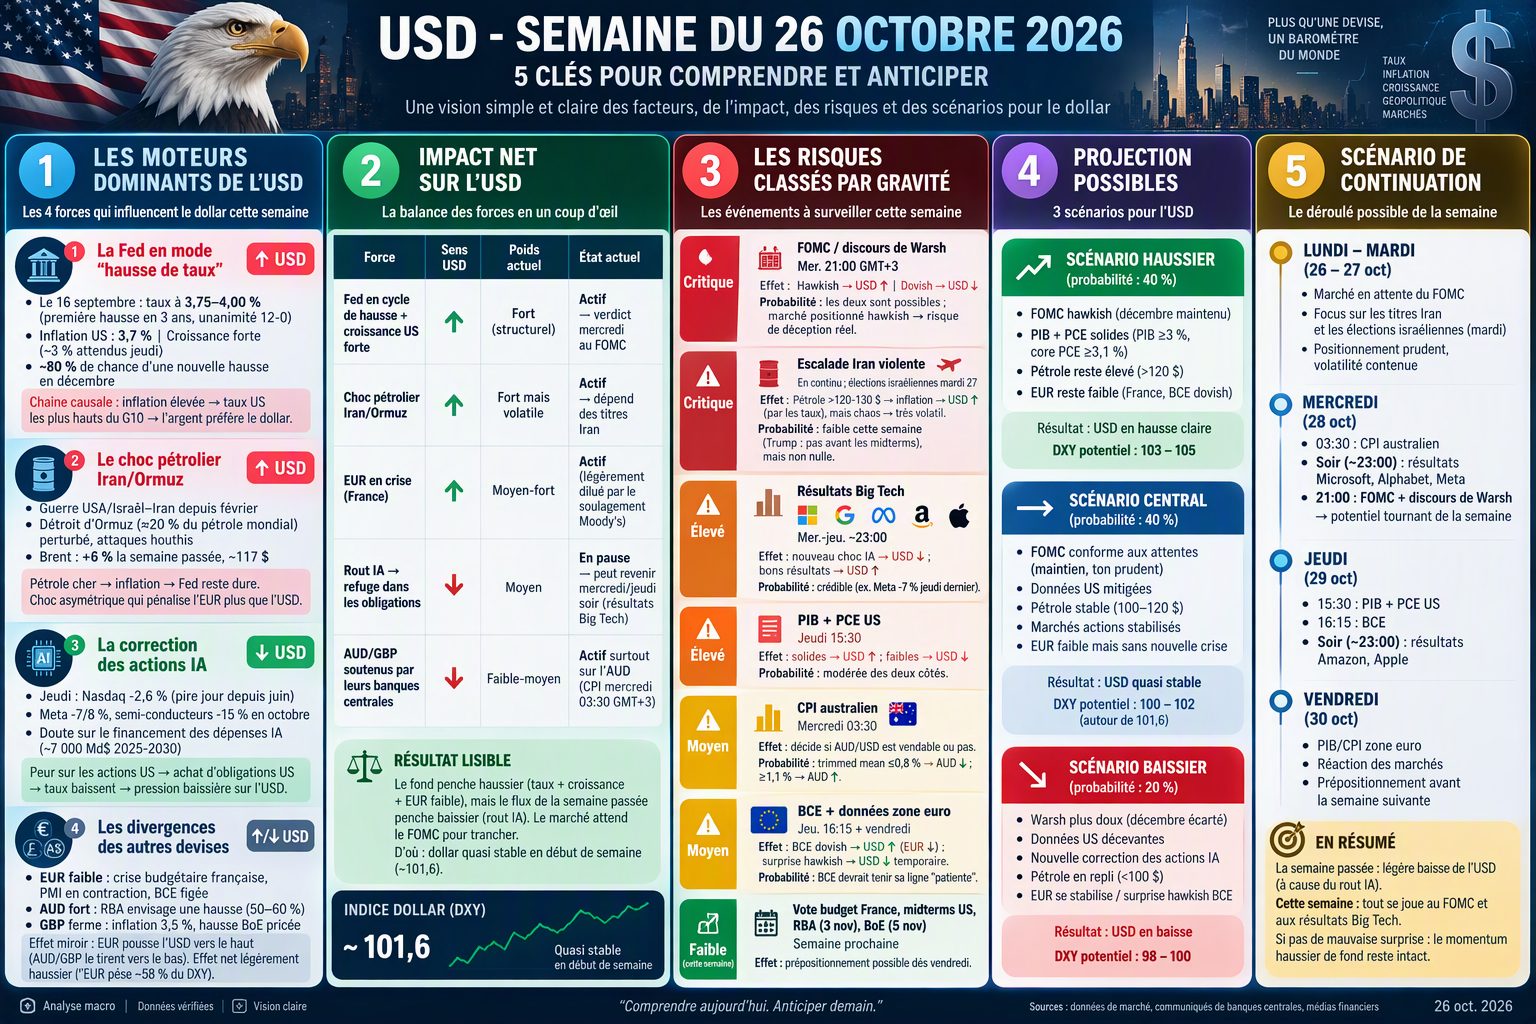 USD - SEMAINE DU 26 OCTOBRE 2026
5 CLÉS POUR COMPRENDRE ET ANTICIPER
Une vision simple et claire des facteurs, de l'impact, des risques et des scénarios pour le dollar
PLUS QU'UNE DEVISE,
UN BAROMÈTRE
DU MONDE
TAUX
INFLATION
CROISSANCE
GÉOPOLITIQUE
MARCHÉS
$
1
LES MOTEURS
DOMINANTS DE L'USD
Les 4 forces qui influencent le dollar cette semaine
1
La Fed en mode
"hausse de taux"
↑ USD
• Le 16 septembre : taux à 3,75–4,00 %
(première hausse en 3 ans, unanimité 12-0)
• Inflation US : 3,7 % | Croissance forte
(~3 % attendus jeudi)
• ~80 % de chance d'une nouvelle hausse
en décembre
Chaine causale : inflation élevée → taux US
les plus hauts du G10 → l'argent préfère le dollar.
2
Le choc pétrolier
Iran/Ormuz
↑ USD
• Guerre USA/Israël–Iran depuis février
• Détroit d'Ormuz (≈20 % du pétrole mondial)
perturbé, attaques houthis
• Brent : +6 % la semaine passée, ~117 $
Pétrole cher → inflation → Fed reste dure.
Choc asymétrique qui pénalise l'EUR plus que l'USD.
AI
3
La correction
des actions IA
↓ USD
• Jeudi : Nasdaq -2,6 % (pire jour depuis juin)
• Meta -7/8 %, semi-conducteurs -15 % en octobre
• Doute sur le financement des dépenses IA
(~7 000 Md$ 2025-2030)
Peur sur les actions US → achat d'obligations US
→ taux baissent → pression baissière sur l'USD.
€
£ A$
4
Les divergences
des autres devises
↑/↓ USD
• EUR faible : crise budgétaire française,
PMI en contraction, BCE figée
• AUD fort : RBA envisage une hausse (50–60 %)
• GBP ferme : inflation 3,5 %, hausse BoE pricée
Effet miroir : EUR pousse l'USD vers le haut
(AUD/GBP le tirent vers le bas). Effet net légèrement
haussier ("EUR pése ~58 % du DXY).
2
IMPACT NET
SUR L'USD
La balance des forces en un coup d'œil
Force
Sens
USD
Poids
actuel
État actuel
Fed en cycle
de hausse +
croissance US
forte
↑
Fort
(structurel)
Actif
— verdict
mercredi
au FOMC
Choc pétrolier
Iran/Ormuz
↑
Fort mais
volatile
Actif
→ dépend
des titres
Iran
EUR en crise
(France)
↑
Moyen-fort
Actif
(légèrement
dilué par le
soulagement
Moody's)
Rout IA →
refuge dans
les obligations
↓
Moyen
En pause
— peut revenir
mercredi/jeudi
soir (résultats
Big Tech)
AUD/GBP
soutenus par
leurs banques
centrales
↓
Faible-moyen
Actif surtout
sur l'AUD
(CPI mercredi
03:30 GMT+3)
RÉSULTAT LISIBLE
Le fond penche haussier (taux + croissance
+ EUR faible), mais le flux de la semaine passée
penche baissier (rout IA). Le marché attend
le FOMC pour trancher.
D'où : dollar quasi stable en début de semaine
(~101,6).
INDICE DOLLAR (DXY)
~ 101,6
Quasi stable
en début de semaine
3
LES RISQUES
CLASSÉS PAR GRAVITÉ
Les événements à surveiller cette semaine
Critique
FOMC / discours de Warsh
Mer. 21:00 GMT+3
Effet : Hawkish → USD ↑ | Dovish → USD ↓
Probabilité : les deux sont possibles ;
marché positionné hawkish → risque
de déception réel.
Critique
Escalade Iran violente
En continu ; élections israéliennes mardi 27
Effet : Pétrole >120-130 $ → inflation → USD ↑
(par les taux), mais chaos → très volatil.
Probabilité : faible cette semaine
(Trump : pas avant les midterms),
mais non nulle.
Élevé
Résultats Big Tech
G
a
Mer.-jeu. ~23:00
Effet : nouveau choc IA → USD ↓ ;
bons résultats → USD ↑
Probabilité : crédible (ex. Meta -7 % jeudi dernier).
Élevé
PIB + PCE US
Jeudi 15:30
Effet : solides → USD ↑ ; faibles → USD ↓
Probabilité : modérée des deux côtés.
Moyen
CPI australien
Mercredi 03:30
Effet : décide si AUD/USD est vendable ou pas.
Probabilité : trimmed mean ≤0,8 % → AUD ↓ ;
≥1,1 % → AUD ↑.
Moyen
BCE + données zone euro
Jeu. 16:15 + vendredi
Effet : BCE dovish → USD ↑ (EUR ↓) ;
surprise hawkish → USD ↓ temporaire.
Probabilité : BCE devrait tenir sa ligne "patiente".
Faible
(cette semaine)
Vote budget France, midterms US,
RBA (3 nov), BoE (5 nov)
Semaine prochaine
Effet : prépositionnement possible dès vendredi.
4
PROJECTION
POSSIBLES
3 scénarios pour l'USD
SCÉNARIO HAUSSIER
(probabilité : 40 %)
• FOMC hawkish (décembre maintenu)
• PIB + PCE solides (PIB ≥3 %,
core PCE ≥3,1 %)
• Pétrole reste élevé (>120 $)
• EUR reste faible (France, BCE dovish)
Résultat : USD en hausse claire
DXY potentiel : 103 – 105
SCÉNARIO CENTRAL
(probabilité : 40 %)
• FOMC conforme aux attentes
(maintien, ton prudent)
• Données US mitigées
• Pétrole stable (100–120 $)
• Marchés actions stabilisés
• EUR faible mais sans nouvelle crise
Résultat : USD quasi stable
DXY potentiel : 100 – 102
(autour de 101,6)
SCÉNARIO BAISSIER
(probabilité : 20 %)
• Warsh plus doux (décembre écarté)
• Données US décevantes
• Nouvelle correction des actions IA
• Pétrole en repli (<100 $)
• EUR se stabilise / surprise hawkish BCE
Résultat : USD en baisse
DXY potentiel : 98 – 100
5
SCÉNARIO DE
CONTINUATION
Le déroulé possible de la semaine
LUNDI – MARDI
(26 – 27 oct)
• Marché en attente du FOMC
• Focus sur les titres Iran
et les élections israéliennes (mardi)
• Positionnement prudent,
volatilité contenue
MERCREDI
(28 oct)
• 03:30 : CPI australien
• Soir (~23:00) : résultats
Microsoft, Alphabet, Meta
• 21:00 : FOMC + discours de Warsh
→ potentiel tournant de la semaine
JEUDI
(29 oct)
• 15:30 : PIB + PCE US
• 16:15 : BCE
• Soir (~23:00) : résultats
Amazon, Apple
VENDREDI
(30 oct)
• PIB/CPI zone euro
• Réaction des marchés
• Prépositionnement avant
la semaine suivante
EN RÉSUMÉ
La semaine passée : légère baisse de l'USD
(à cause du rout IA).
Cette semaine : tout se joue au FOMC et
aux résultats Big Tech.
Si pas de mauvaise surprise : le momentum
haussier de fond reste intact.
Analyse macro | Données vérifiées | Vision claire
"Comprendre aujourd'hui. Anticiper demain."
Sources : données de marché, communiqués de banques centrales, médias financiers
26 oct. 2026